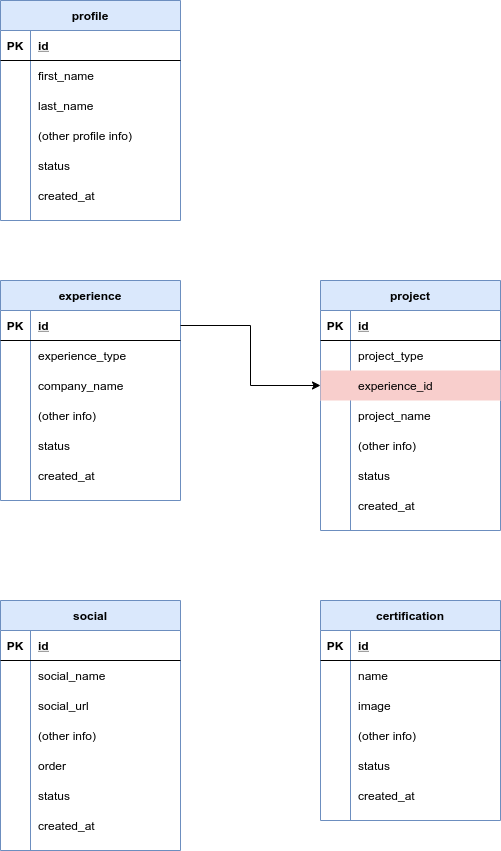 profile
PK id
first_name
last_name
(other profile info)
status
created_at
experience
PK id
experience_type
company_name
(other info)
status
created_at
project
PK id
project_type
experience_id
project_name
(other info)
status
created_at
social
PK id
social_name
social_url
(other info)
order
status
created_at
certification
PK id
name
image
(other info)
status
created_at